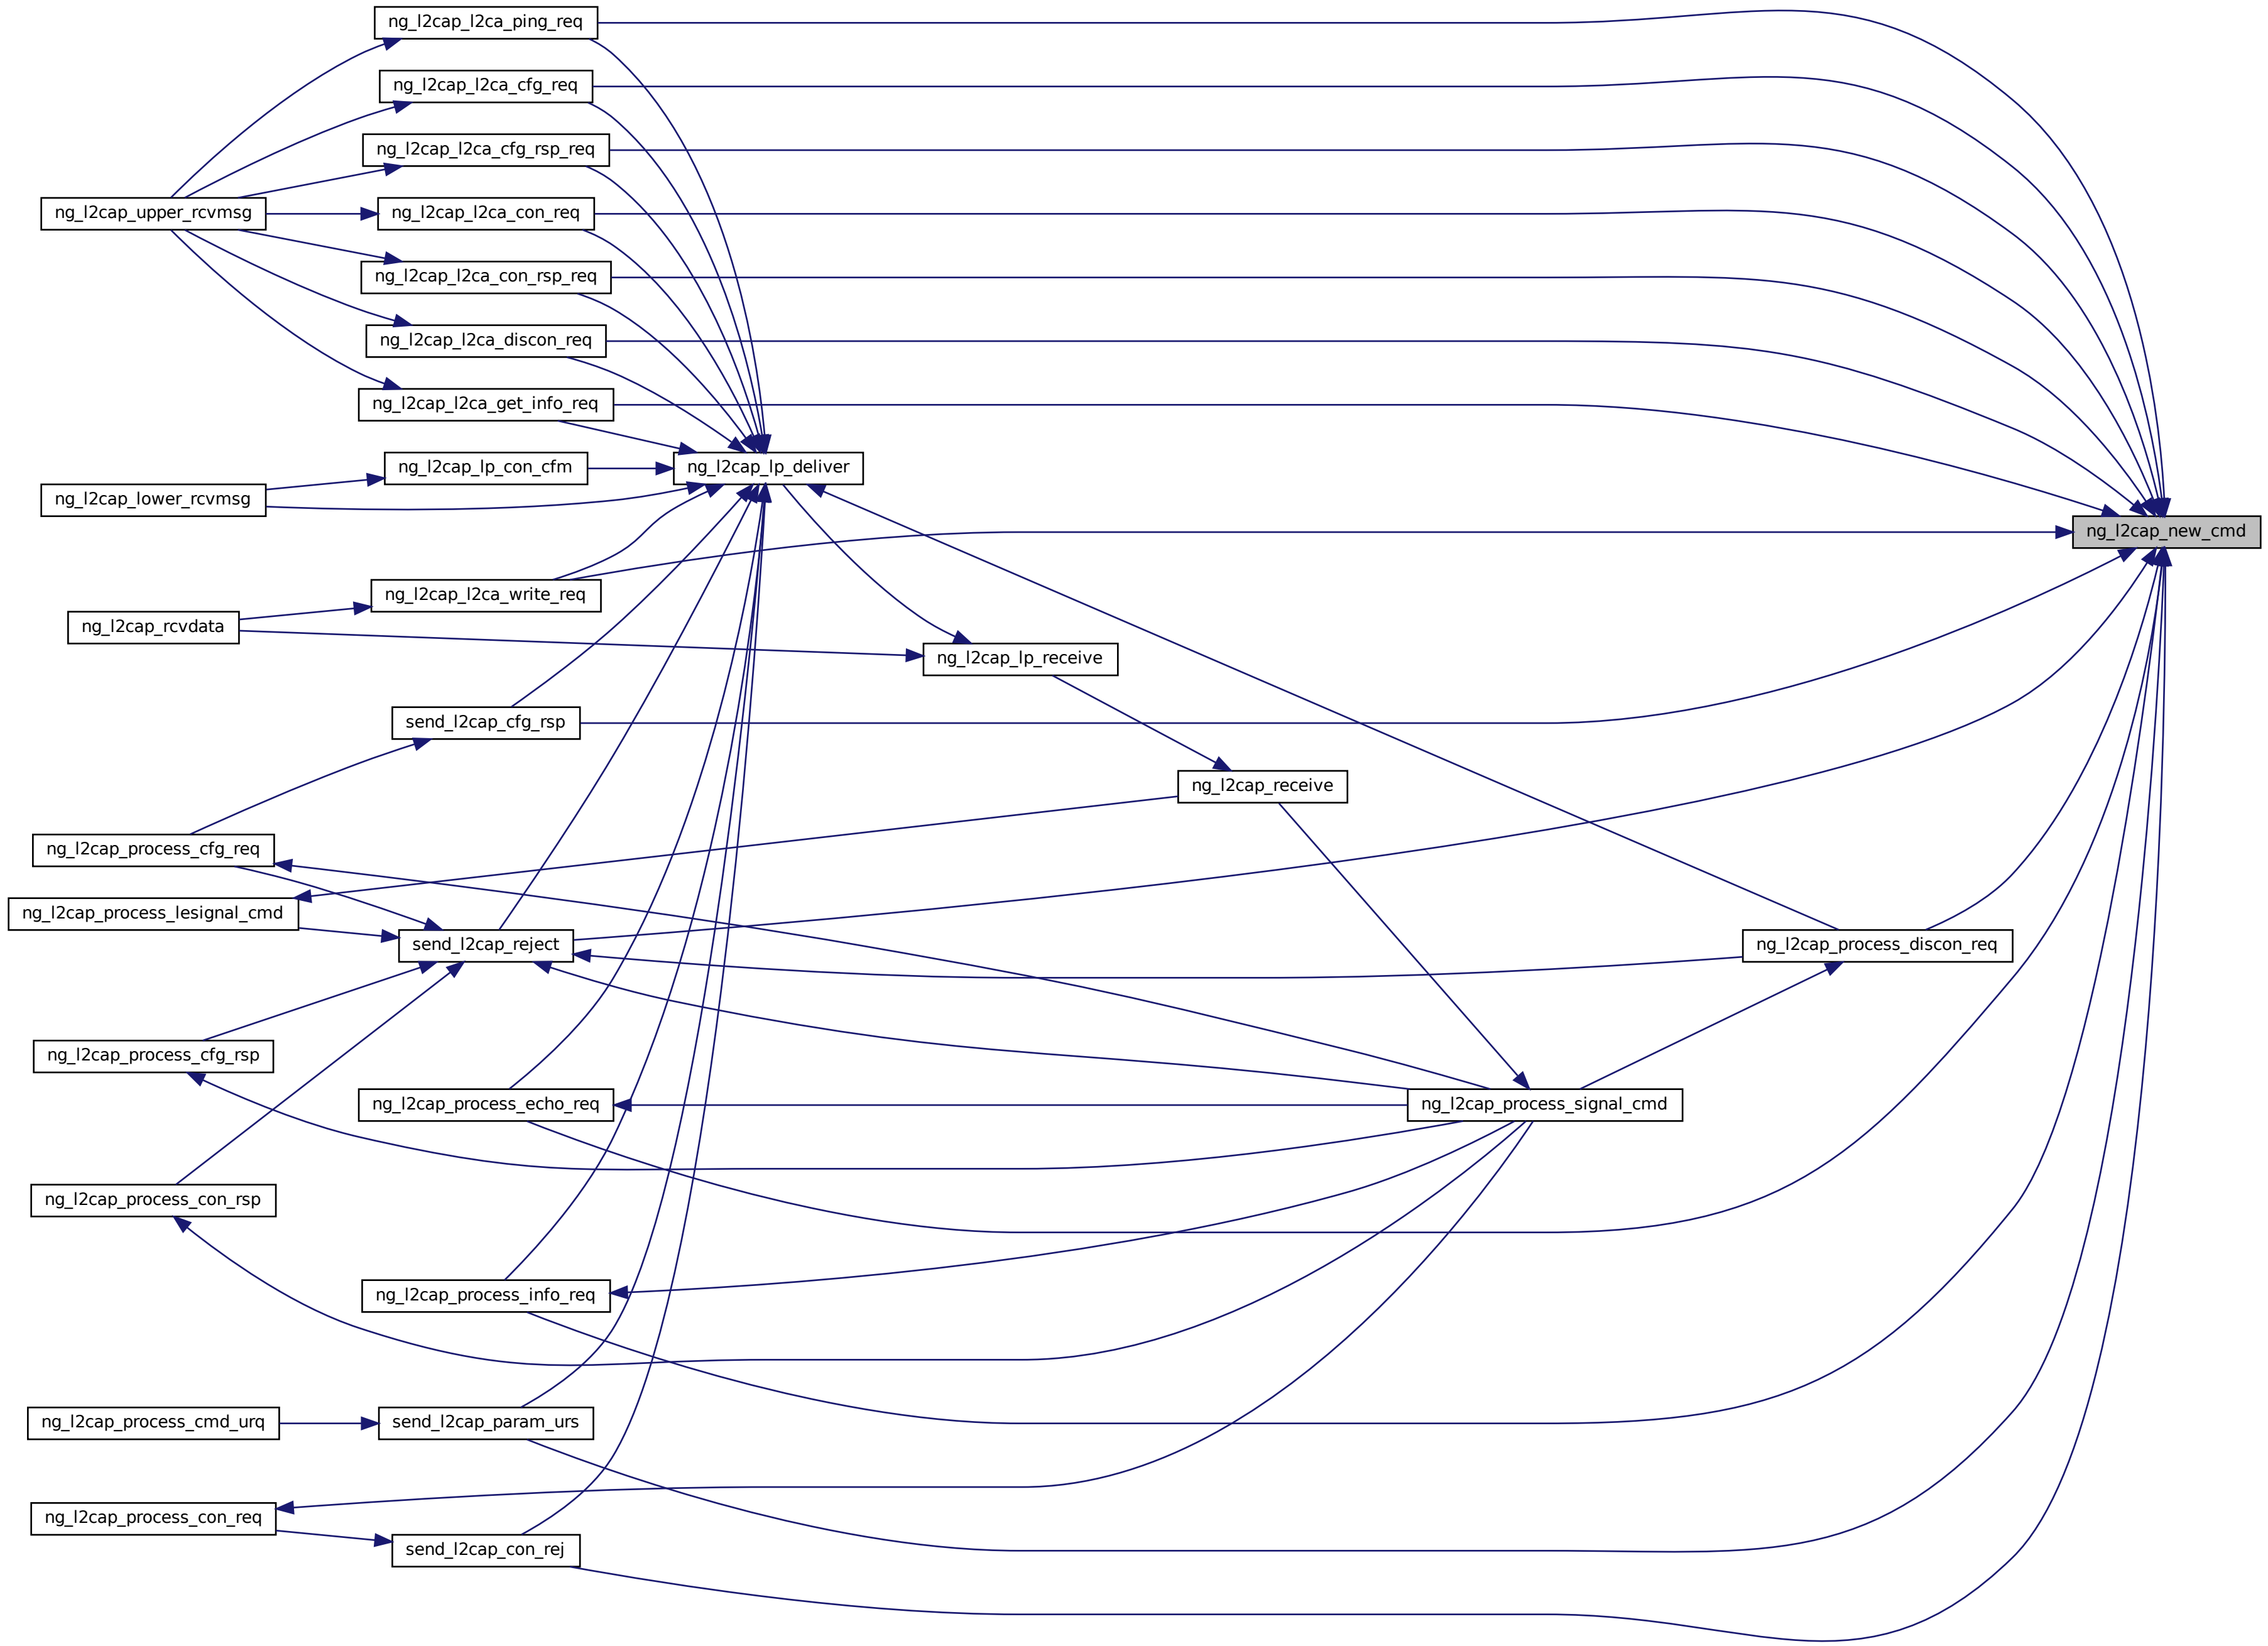 ng_l2cap_l2ca_ping_req
ng_l2cap_l2ca_cfg_req
ng_l2cap_l2ca_cfg_rsp_req
ng_l2cap_upper_rcvmsg
ng_l2cap_l2ca_con_req
ng_l2cap_l2ca_con_rsp_req
ng_l2cap_l2ca_discon_req
ng_l2cap_l2ca_get_info_req
ng_l2cap_lp_con_cfm
ng_l2cap_lp_deliver
ng_l2cap_lower_rcvmsg
ng_l2cap_new_cmd
ng_l2cap_l2ca_write_req
ng_l2cap_rcvdata
ng_l2cap_lp_receive
send_l2cap_cfg_rsp
ng_l2cap_receive
ng_l2cap_process_cfg_req
ng_l2cap_process_lesignal_cmd
send_l2cap_reject
ng_l2cap_process_discon_req
ng_l2cap_process_cfg_rsp
ng_l2cap_process_echo_req
ng_l2cap_process_signal_cmd
ng_l2cap_process_con_rsp
ng_l2cap_process_info_req
ng_l2cap_process_cmd_urq
send_l2cap_param_urs
ng_l2cap_process_con_req
send_l2cap_con_rej